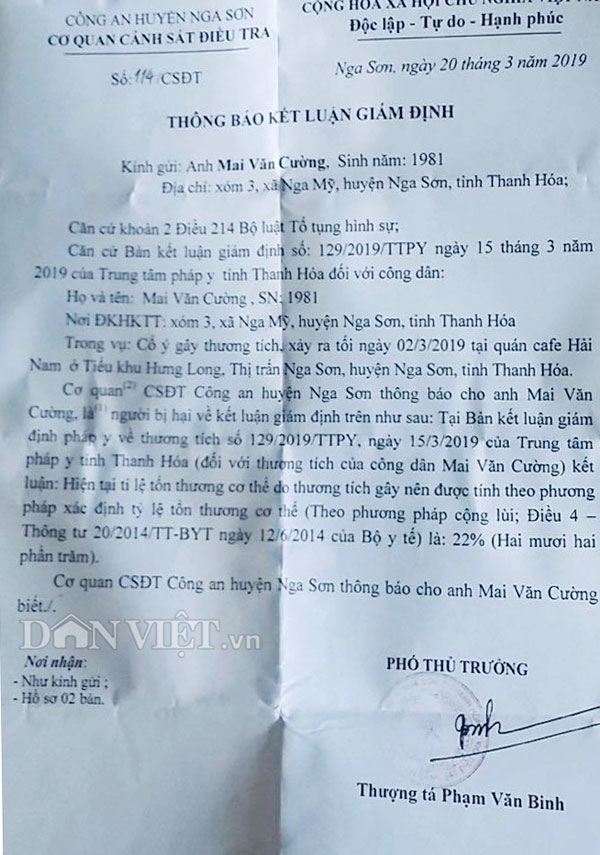 CÔNG AN HUYỆN NGA SƠN
CƠ QUAN CẢNH SÁT ĐIỀU TRA
Số: 114/CSĐT
CỘNG HÒA XÃ HỘI CHỦ NGHĨA VIỆT
Độc lập - Tự do - Hạnh phúc
Nga Sơn, ngày 20 tháng 3 năm 2019
THÔNG BÁO KẾT LUẬN GIÁM ĐỊNH
Kính gửi: Anh Mai Văn Cường, Sinh năm: 1981
Địa chỉ: xóm 3, xã Nga Mỹ, huyện Nga Sơn, tỉnh Thanh Hóa;
Căn cứ khoản 2 Điều 214 Bộ luật Tố tụng hình sự;
Căn cứ Bản kết luận giám định số: 129/2019/TTPY ngày 15 tháng 3 năm
2019 của Trung tâm pháp y tỉnh Thanh Hóa đối với công dân:
Họ và tên: Mai Văn Cường , SN: 1981
Nơi ĐKHKTT: xóm 3, xã Nga Mỹ, huyện Nga Sơn, tỉnh Thanh Hóa
Trong vụ: Cố ý gây thương tích, xảy ra tối ngày 02/3/2019 tại quán cafe Hải
Nam ở Tiểu khu Hưng Long, Thị trấn Nga Sơn, huyện Nga Sơn, tỉnh Thanh Hóa.
Cơ quan(2) CSĐT Công an huyện Nga Sơn thông báo cho anh Mai Văn
Cường, là(1) người bị hại về kết luận giám định trên như sau: Tại Bản kết luận giám
định pháp y về thương tích số 129/2019/TTPY, ngày 15/3/2019 của Trung tâm
pháp y tỉnh Thanh Hóa (đối với thương tích của công dân Mai Văn Cường) kết
luận: Hiện tại tỉ lệ tổn thương cơ thể do thương tích gây nên được tính theo phương
pháp xác định tỷ lệ tổn thương cơ thể (Theo phương pháp cộng lùi; Điều 4 –
Thông tư 20/2014/TT-BYT ngày 12/6/2014 của Bộ y tế) là: 22% (Hai mươi hai
phần trăm).
Cơ quan CSĐT Công an huyện Nga Sơn thông báo cho anh Mai Văn Cường
biết./.
DÂN VIỆT.vn
Nơi nhận:
- Như kính gửi ;
- Hồ sơ 02 bản.
PHÓ THỦ TRƯỞNG
Thượng tá Phạm Văn Bình